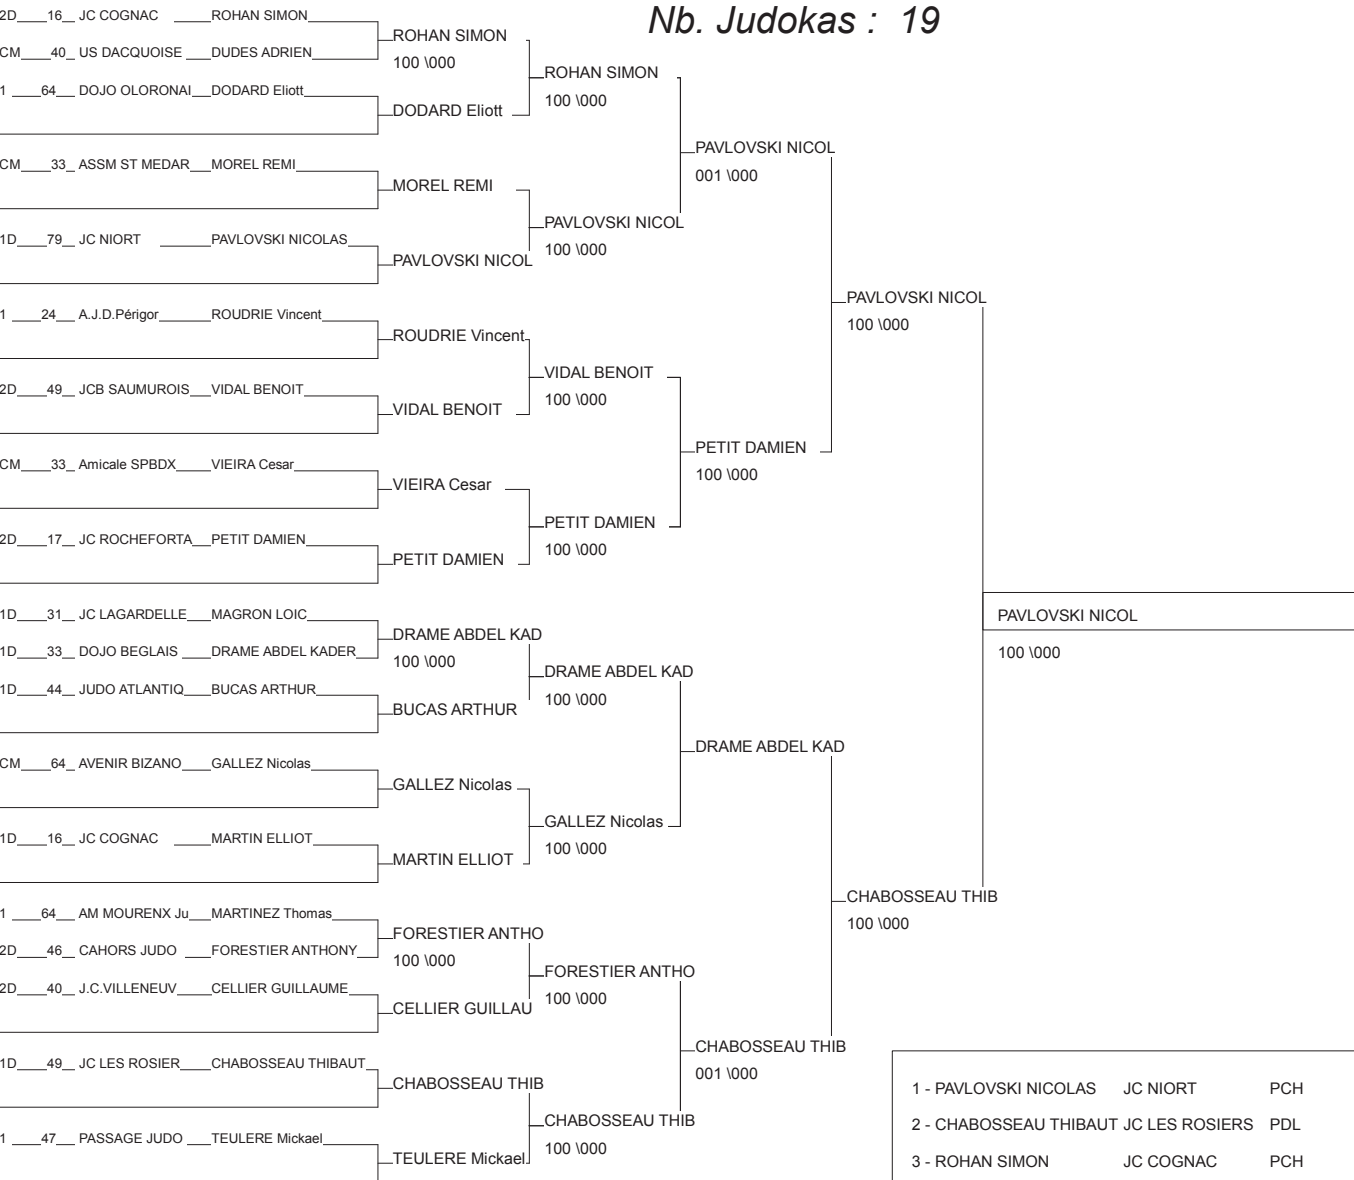 Nb. Judokas : 19
2D 16 JC COGNAC ROHAN SIMON
CM 40 US DACQUOISE DUDES ADRIEN
1 64 DOJO OLORONAI DODARD Eliott
CM 33 ASSM ST MEDAR MOREL REMI
1D 79 JC NIORT PAVLOVSKI NICOLAS
1 24 A.J.D.Périgor ROUDRIE Vincent
2D 49 JCB SAUMUROIS VIDAL BENOIT
CM 33 Amicale SPBDX VIEIRA Cesar
2D 17 JC ROCHEFORTA PETIT DAMIEN
1D 31 JC LAGARDELLE MAGRON LOIC
1D 33 DOJO BEGLAIS DRAME ABDEL KADER
1D 44 JUDO ATLANTIQ BUCAS ARTHUR
CM 64 AVENIR BIZANO GALLEZ Nicolas
1D 16 JC COGNAC MARTIN ELLIOT
1 64 AM MOURENX Ju MARTINEZ Thomas
2D 46 CAHORS JUDO FORESTIER ANTHONY
2D 40 J.C.VILLENEUV CELLIER GUILLAUME
1D 49 JC LES ROSIER CHABOSSEAU THIBAUT
1 47 PASSAGE JUDO TEULERE Mickael
ROHAN SIMON
100 \000
DODARD Eliott
MOREL REMI
PAVLOVSKI NICOL
ROUDRIE Vincent
VIDAL BENOIT
VIEIRA Cesar
PETIT DAMIEN
DRAME ABDEL KAD
100 \000
BUCAS ARTHUR
GALLEZ Nicolas
MARTIN ELLIOT
FORESTIER ANTHO
100 \000
CELLIER GUILLAU
CHABOSSEAU THIB
TEULERE Mickael
ROHAN SIMON
100 \000
PAVLOVSKI NICOL
100 \000
VIDAL BENOIT
100 \000
PETIT DAMIEN
100 \000
DRAME ABDEL KAD
100 \000
GALLEZ Nicolas
100 \000
FORESTIER ANTHO
100 \000
CHABOSSEAU THIB
100 \000
PAVLOVSKI NICOL
001 \000
PETIT DAMIEN
100 \000
DRAME ABDEL KAD
CHABOSSEAU THIB
001 \000
PAVLOVSKI NICOL
100 \000
CHABOSSEAU THIB
100 \000
PAVLOVSKI NICOL
100 \000
1 - PAVLOVSKI NICOLAS JC NIORT PCH
2 - CHABOSSEAU THIBAUT JC LES ROSIERS PDL
3 - ROHAN SIMON JC COGNAC PCH